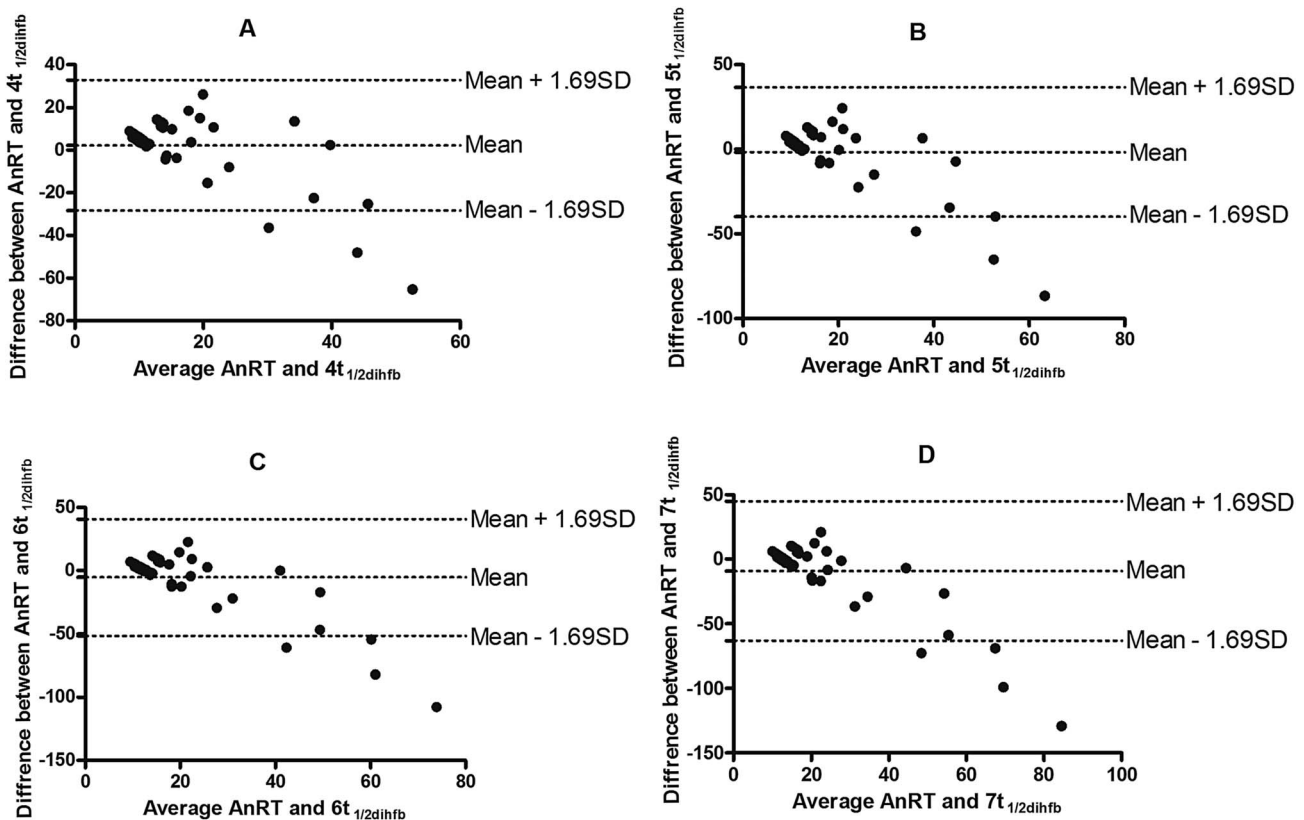 A
Diffrence between AnRT and 4t 1/2dihfb
40
20
0
-20
-40
-60
-80
Mean + 1.69SD
Mean
Mean - 1.69SD
0 20 40 60
Average AnRT and 4t 1/2dihfb
B
Diffrence between AnRT and 5t 1/2dihfb
50
0
-50
-100
Mean + 1.69SD
Mean
Mean - 1.69SD
0 20 40 60 80
Average AnRT and 5t 1/2dihfb
C
Diffrence between AnRT and 6t 1/2dihfb
50
0
-50
-100
-150
Mean + 1.69SD
Mean
Mean - 1.69SD
0 20 40 60 80
Average AnRT and 6t 1/2dihfb
D
Diffrence between AnRT and 7t 1/2dihfb
50
0
-50
-100
-150
Mean + 1.69SD
Mean
Mean - 1.69SD
0 20 40 60 80 100
Average AnRT and 7t 1/2dihfb